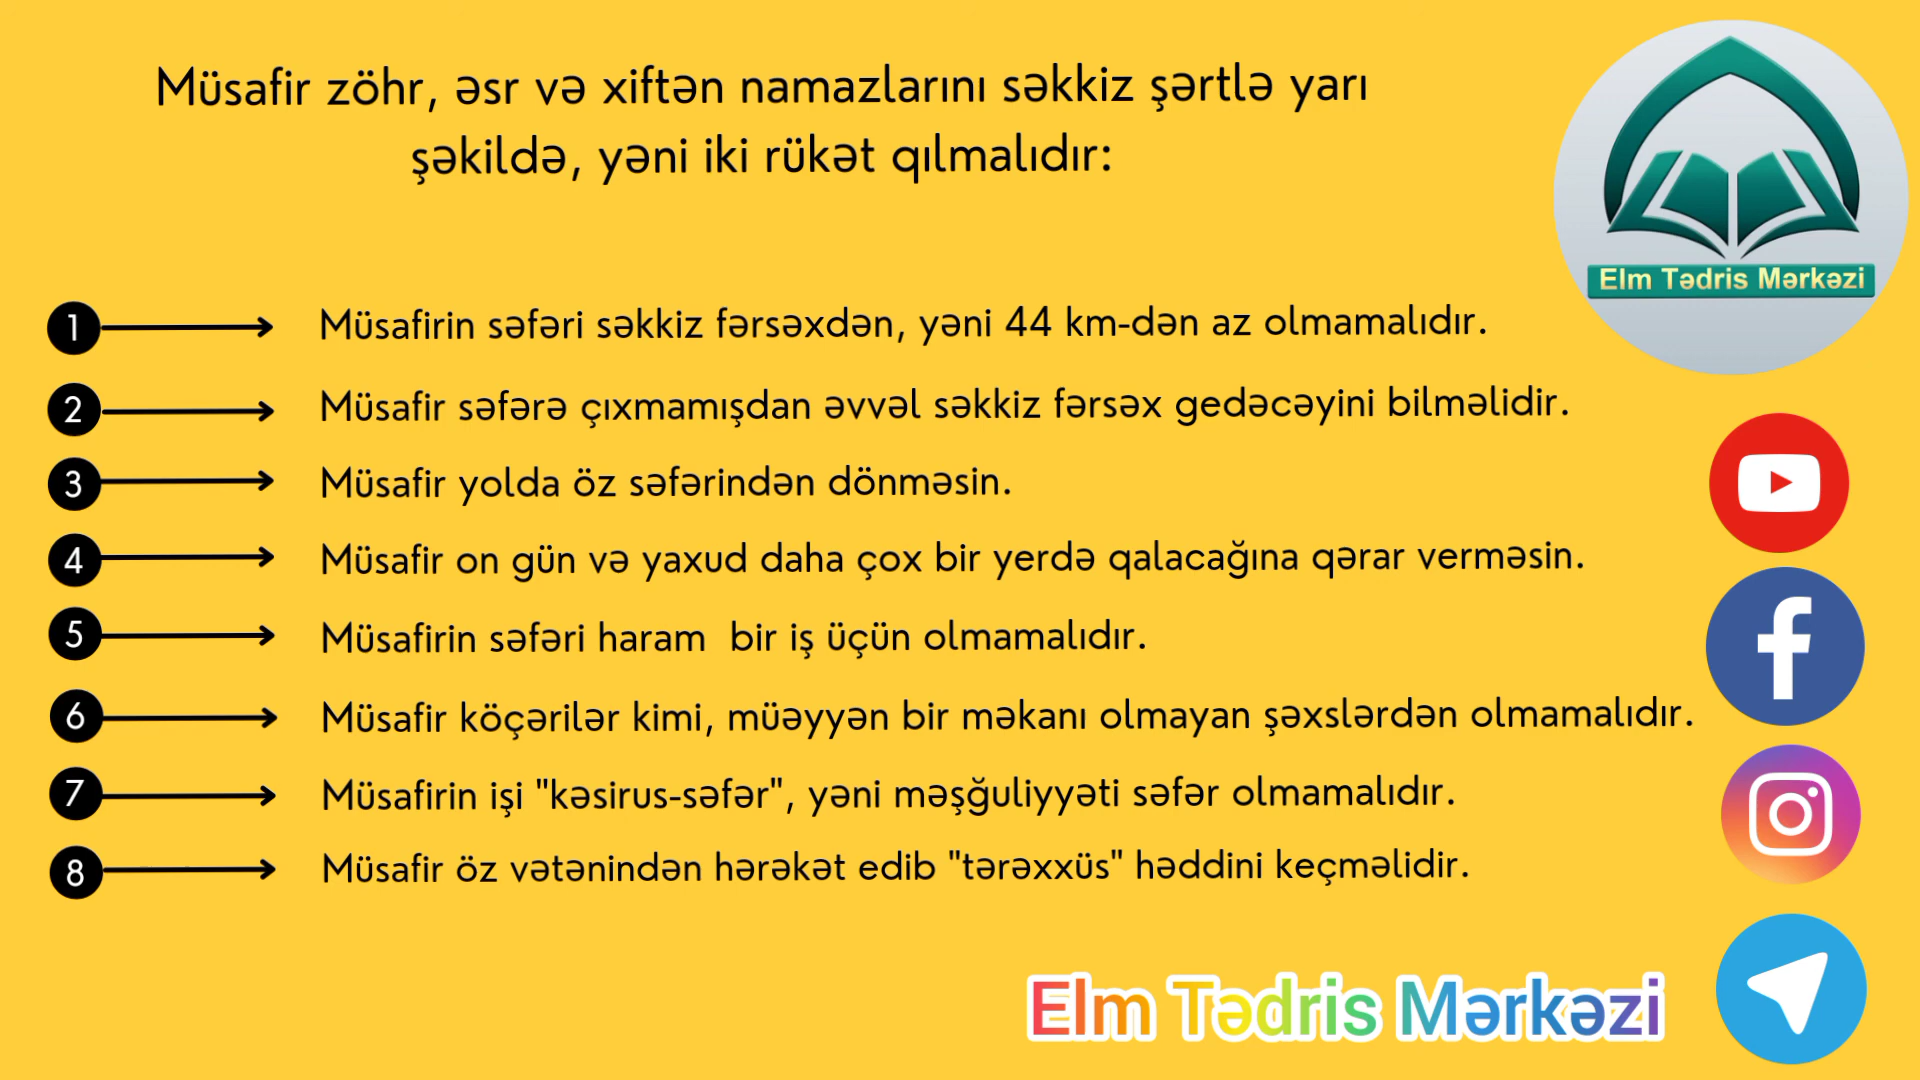 Müsafir zöhr, əsr və xiftən namazlarını səkkiz şərtlə yarı
şəkildə, yəni iki rükət qılmalıdır:
Elm Tədris Mərkəzi
1 Müsafirin səfəri səkkiz fərsəxdən, yəni 44 km-dən az olmamalıdır.
2 Müsafir səfərə çıxmamışdan əvvəl səkkiz fərsəx gedəcəyini bilməlidir.
3 Müsafir yolda öz səfərindən dönməsin.
4 Müsafir on gün və yaxud daha çox bir yerdə qalacağına qərar verməsin.
5 Müsafirin səfəri haram  bir iş üçün olmamalıdır.
6 Müsafir köçərilər kimi, müəyyən bir məkanı olmayan şəxslərdən olmamalıdır.
7 Müsafirin işi "kəsirus-səfər", yəni məşğuliyyəti səfər olmamalıdır.
8 Müsafir öz vətənindən hərəkət edib "tərəxxüs" həddini keçməlidir.
Elm Tədris Mərkəzi